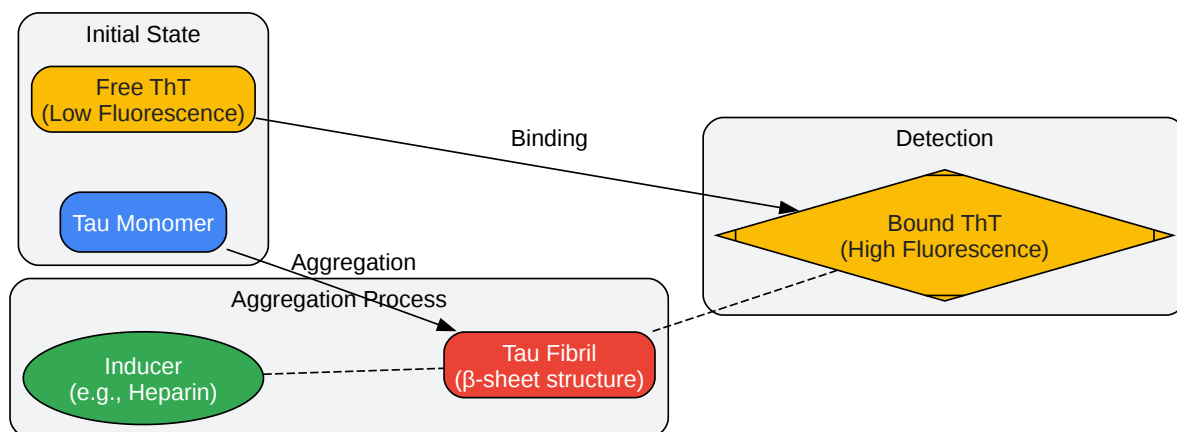 Initial State
Free ThT
(Low Fluorescence)
Tau Monomer
Binding
Detection
Bound ThT
(High Fluorescence)
Aggregation
Aggregation Process
Inducer
(e.g., Heparin)
Tau Fibril
(β-sheet structure)